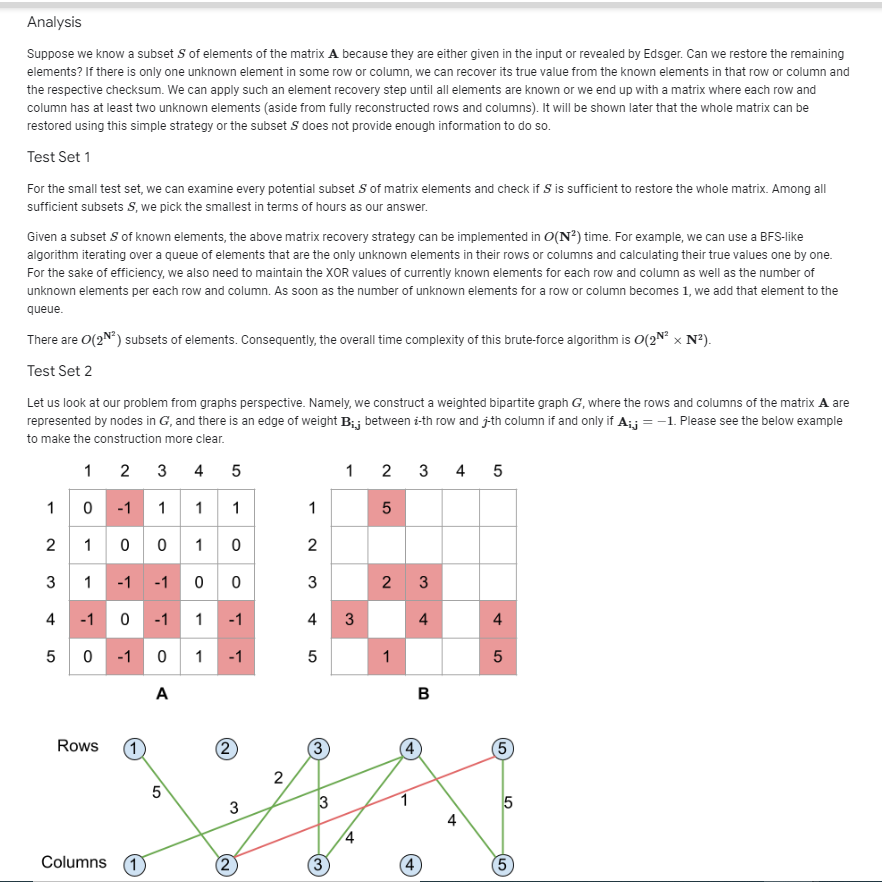 Analysis
Suppose we know a subset S of elements of the matrix A because they are either given in the input or revealed by Edsger. Can we restore the remaining
elements? If there is only one unknown element in some row or column, we can recover its true value from the known elements in that row or column and
the respective checksum. We can apply such an element recovery step until all elements are known or we end up with a matrix where each row and
column has at least two unknown elements (aside from fully reconstructed rows and columns). It will be shown later that the whole matrix can be
restored using this simple strategy or the subset S does not provide enough information to do so.
Test Set 1
For the small test set, we can examine every potential subset S of matrix elements and check if S is sufficient to restore the whole matrix. Among all
sufficient subsets S, we pick the smallest in terms of hours as our answer.
Given a subset S of known elements, the above matrix recovery strategy can be implemented in O(N²) time. For example, we can use a BFS-like
algorithm iterating over a queue of elements that are the only unknown elements in their rows or columns and calculating their true values one by one.
For the sake of efficiency, we also need to maintain the XOR values of currently known elements for each row and column as well as the number of
unknown elements per each row and column. As soon as the number of unknown elements for a row or column becomes 1, we add that element to the
queue.
There are O(2^N²) subsets of elements. Consequently, the overall time complexity of this brute-force algorithm is O(2^N² × N²).
Test Set 2
Let us look at our problem from graphs perspective. Namely, we construct a weighted bipartite graph G, where the rows and columns of the matrix A are
represented by nodes in G, and there is an edge of weight B_i,j between i-th row and j-th column if and only if A_i,j = −1. Please see the below example
to make the construction more clear.
1 2 3 4 5 1 2 3 4 5
1 0 -1 1 1 1 1 5
2 1 0 0 1 0 2
3 1 -1 -1 0 0 3 2 3
4 -1 0 -1 1 -1 4 3 4 4
5 0 -1 0 1 -1 5 1 5
A B
Rows 1 2 3 4 5
2
5 3 3 1 5
4 4
Columns 1 2 3 4 5